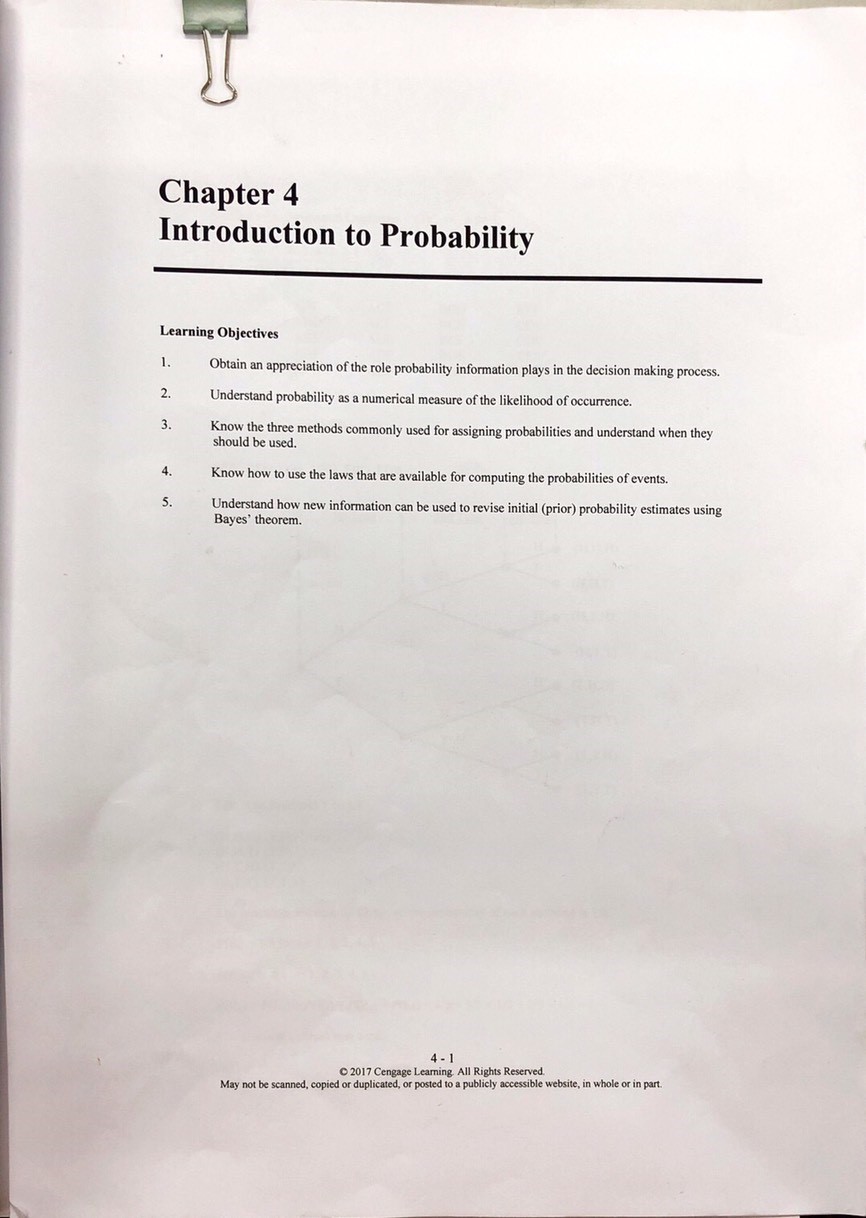 Chapter 4
Introduction to Probability
Learning Objectives
1. Obtain an appreciation of the role probability information plays in the decision making process.
2. Understand probability as a numerical measure of the likelihood of occurrence.
3. Know the three methods commonly used for assigning probabilities and understand when they
should be used.
4. Know how to use the laws that are available for computing the probabilities of events.
5. Understand how new information can be used to revise initial (prior) probability estimates using
Bayes’ theorem.
4 - 1
© 2017 Cengage Learning. All Rights Reserved.
May not be scanned, copied or duplicated, or posted to a publicly accessible website, in whole or in part.